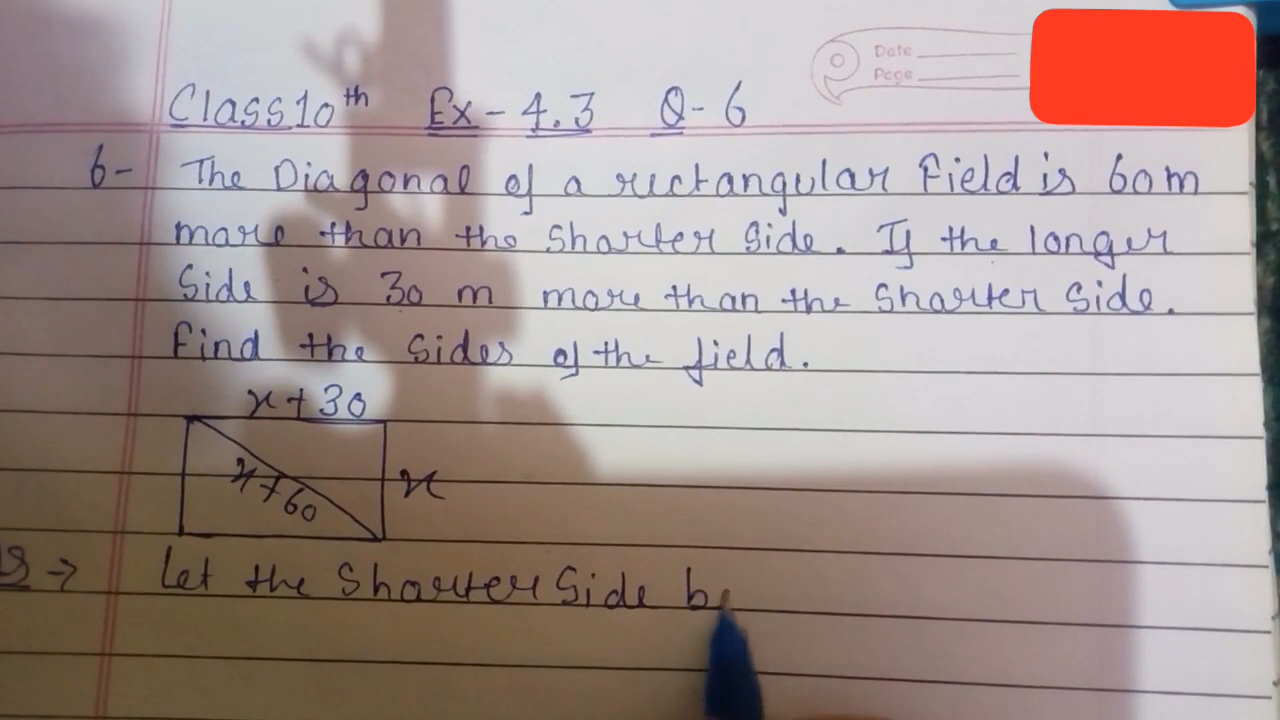 Date
Page
Class 10th Ex - 4.3 Q - 6
6- The Diagonal of a rectangular field is 60m
more than the shorter side. If the longer
side is 30 m more than the shorter side.
find the sides of the field.
x + 30
x + 60
x
Let the shorter side b